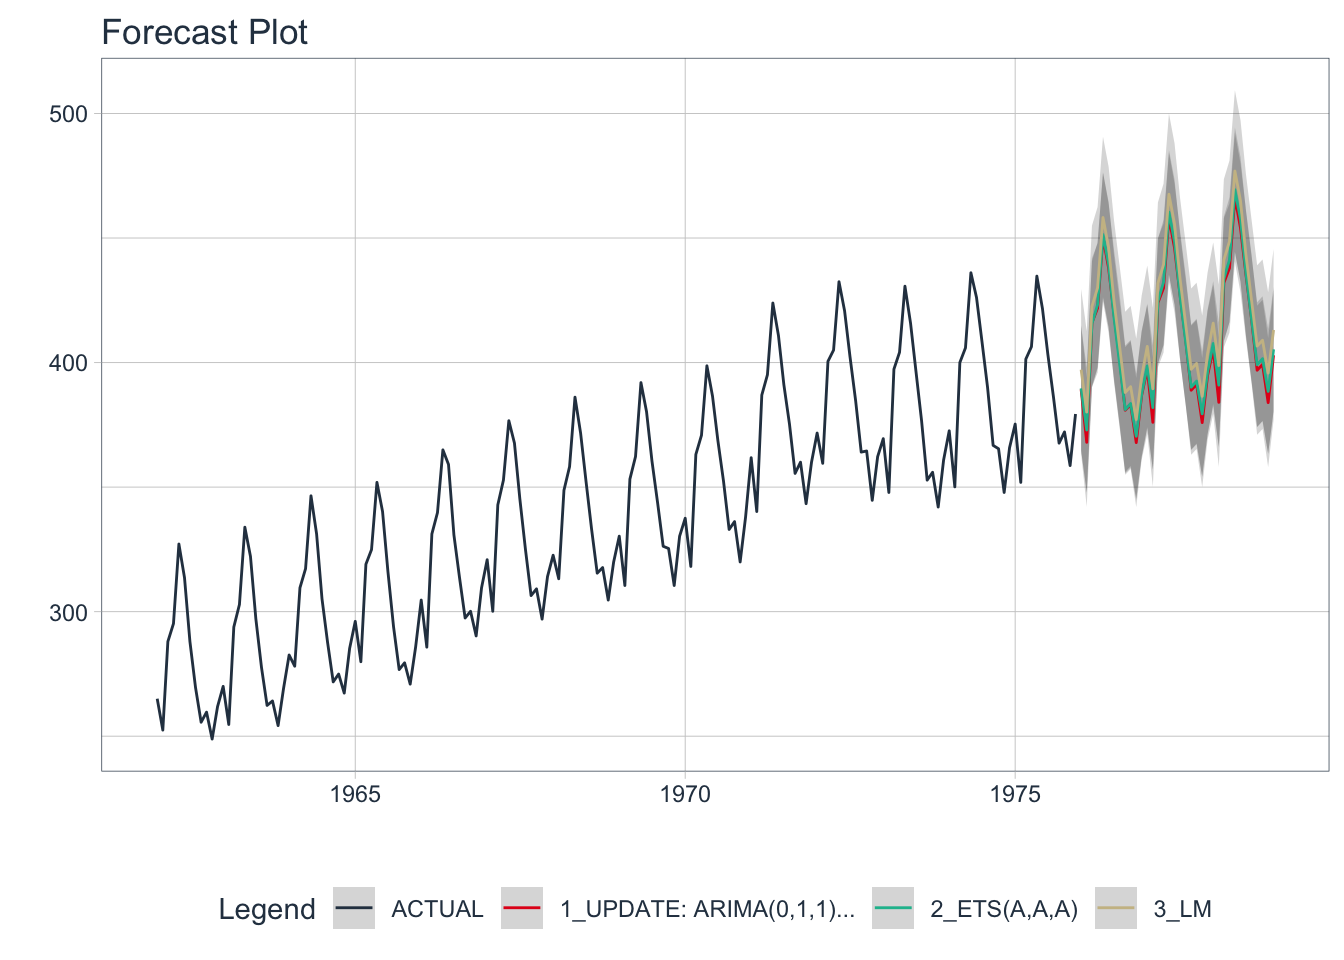 Forecast Plot
500
400
300
1965 1970 1975
Legend ACTUAL 1_UPDATE: ARIMA(0,1,1)... 2_ETS(A,A,A) 3_LM